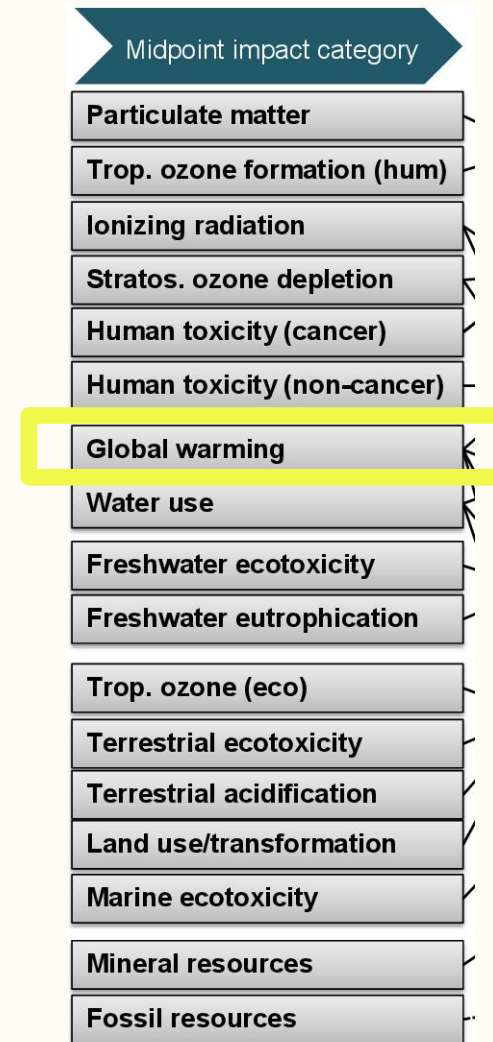 Midpoint impact category
Particulate matter
Trop. ozone formation (hum)
Ionizing radiation
Stratos. ozone depletion
Human toxicity (cancer)
Human toxicity (non-cancer)
Global warming
Water use
Freshwater ecotoxicity
Freshwater eutrophication
Trop. ozone (eco)
Terrestrial ecotoxicity
Terrestrial acidification
Land use/transformation
Marine ecotoxicity
Mineral resources
Fossil resources